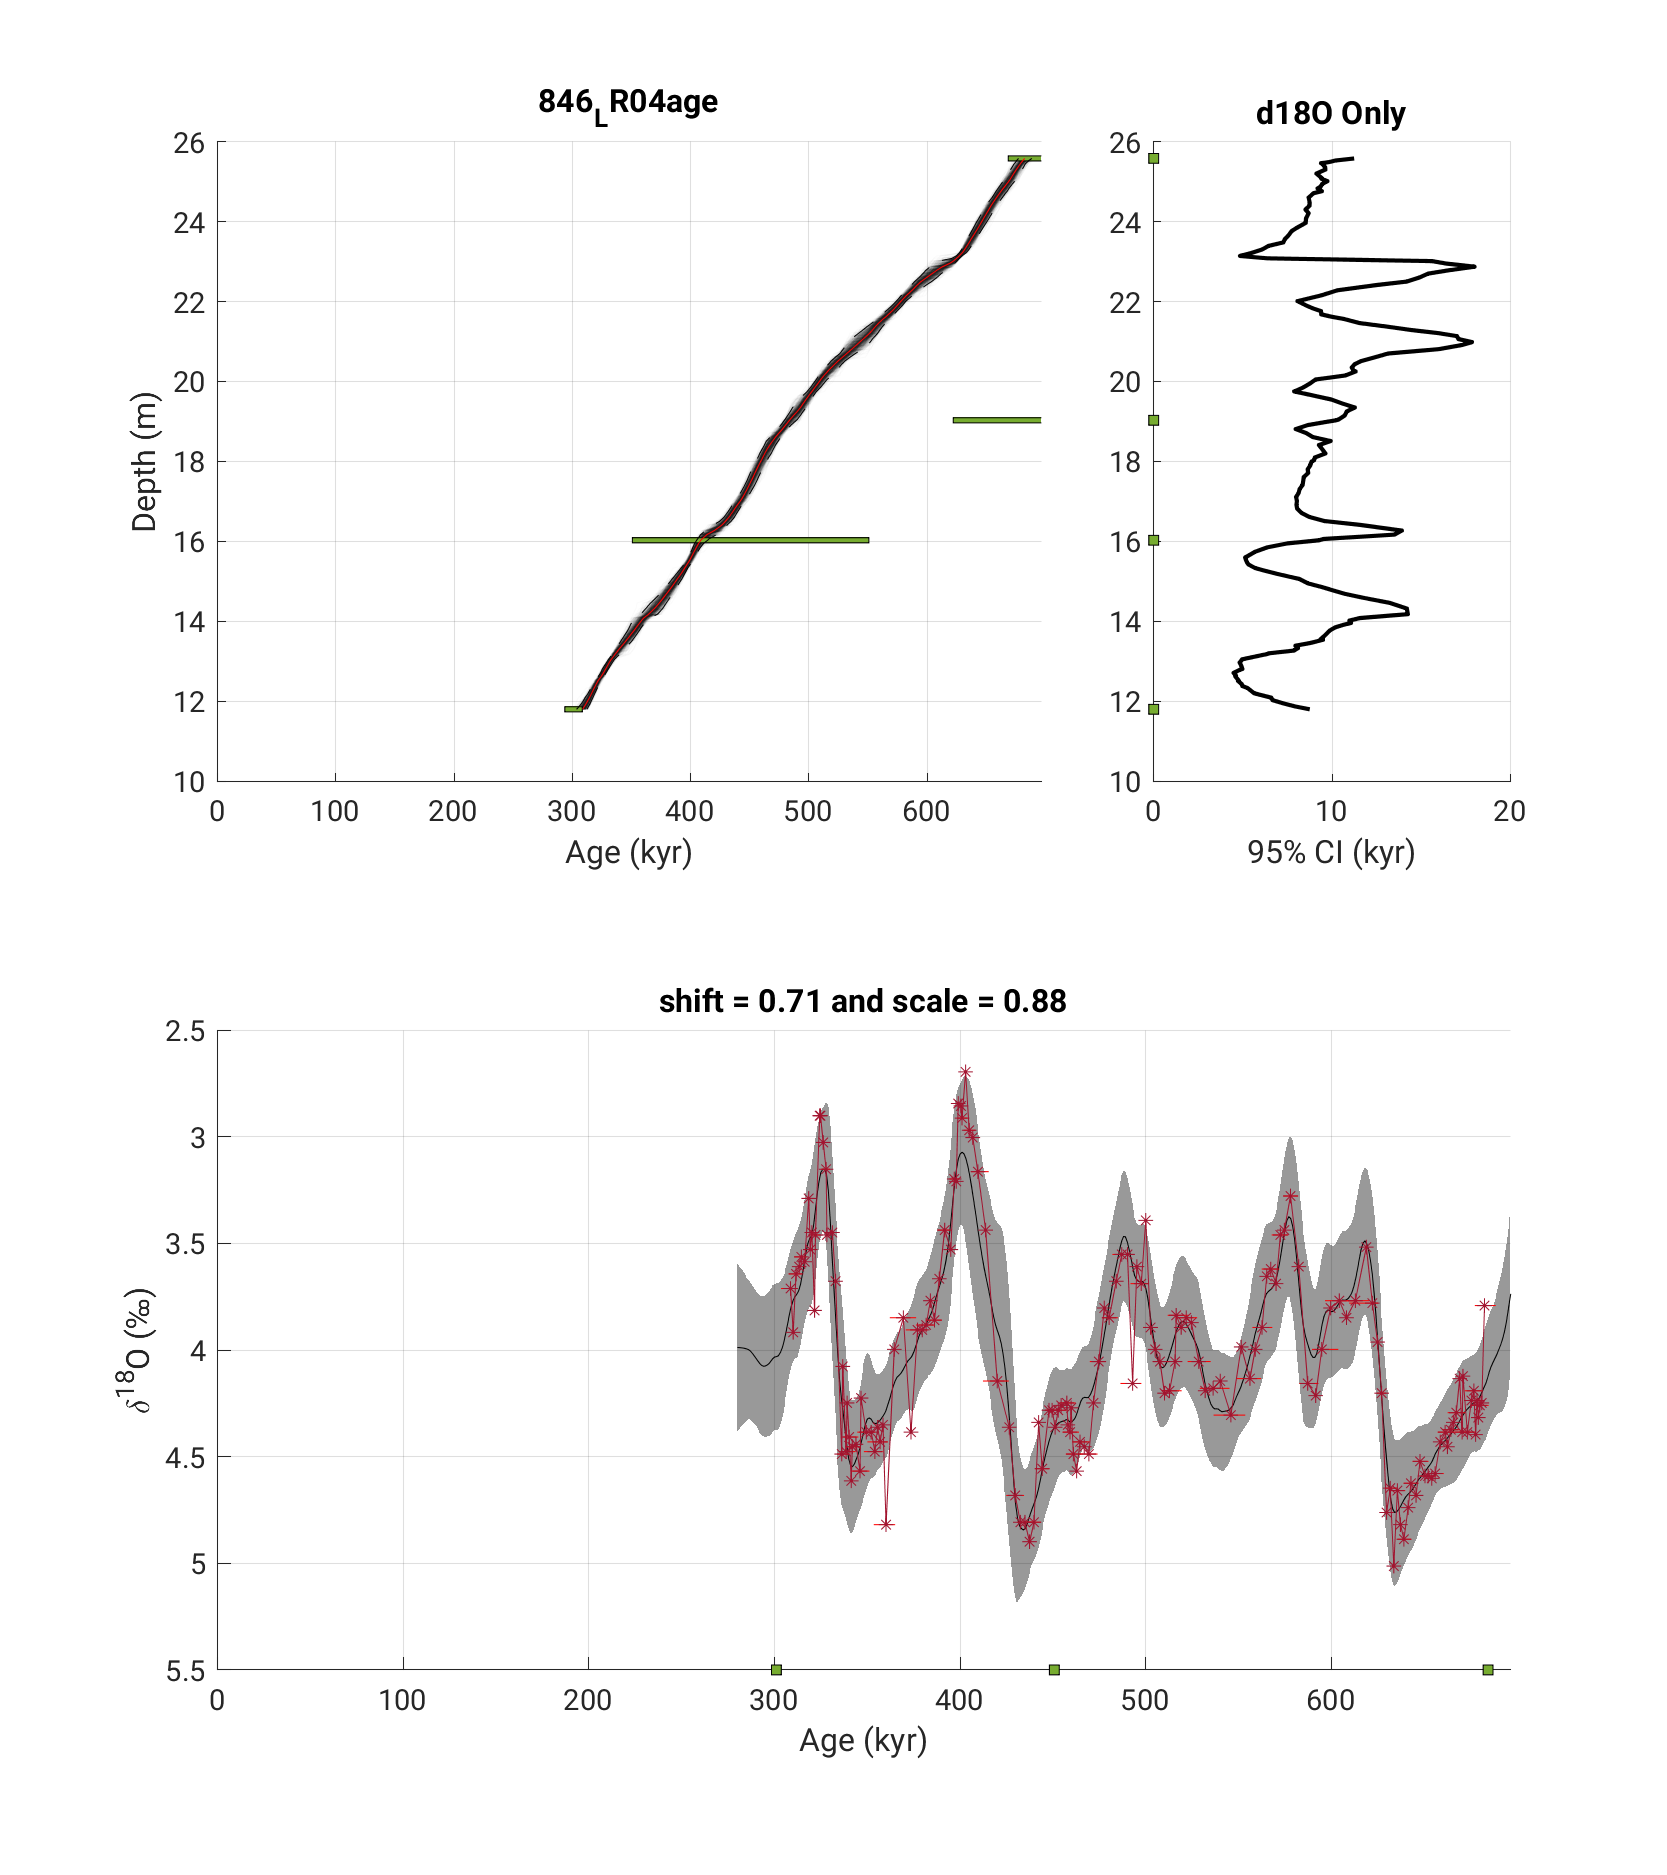 846_LR04age
d18O Only
26
24
22
20
18
16
14
12
10
Depth (m)
0 100 200 300 400 500 600
Age (kyr)
26
24
22
20
18
16
14
12
10
0 10 20
95% CI (kyr)
shift = 0.71 and scale = 0.88
2.5
3
3.5
4
4.5
5
5.5
δ18O (‰)
0 100 200 300 400 500 600
Age (kyr)